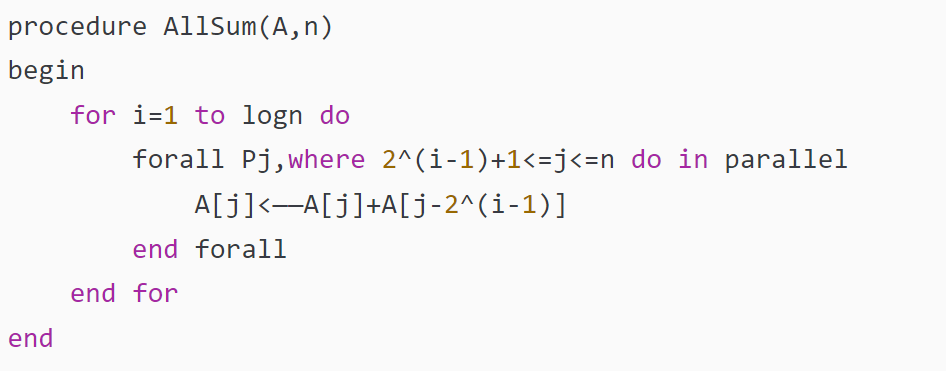 procedure AllSum(A,n)
begin
    for i=1 to logn do
        forall Pj,where 2^(i-1)+1<=j<=n do in parallel
            A[j]<——A[j]+A[j-2^(i-1)]
        end forall
    end for
end